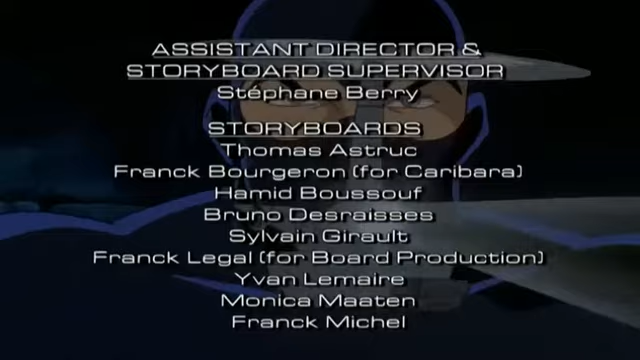 ASSISTANT DIRECTOR &
STORYBOARD SUPERVISOR
Stéphane Berry
STORYBOARDS
Thomas Astruc
Franck Bourgeron (for Caribara)
Hamid Boussouf
Bruno Desraisses
Sylvain Girault
Franck Legal (for Board Production)
Yvan Lemaire
Monica Maaten
Franck Michel